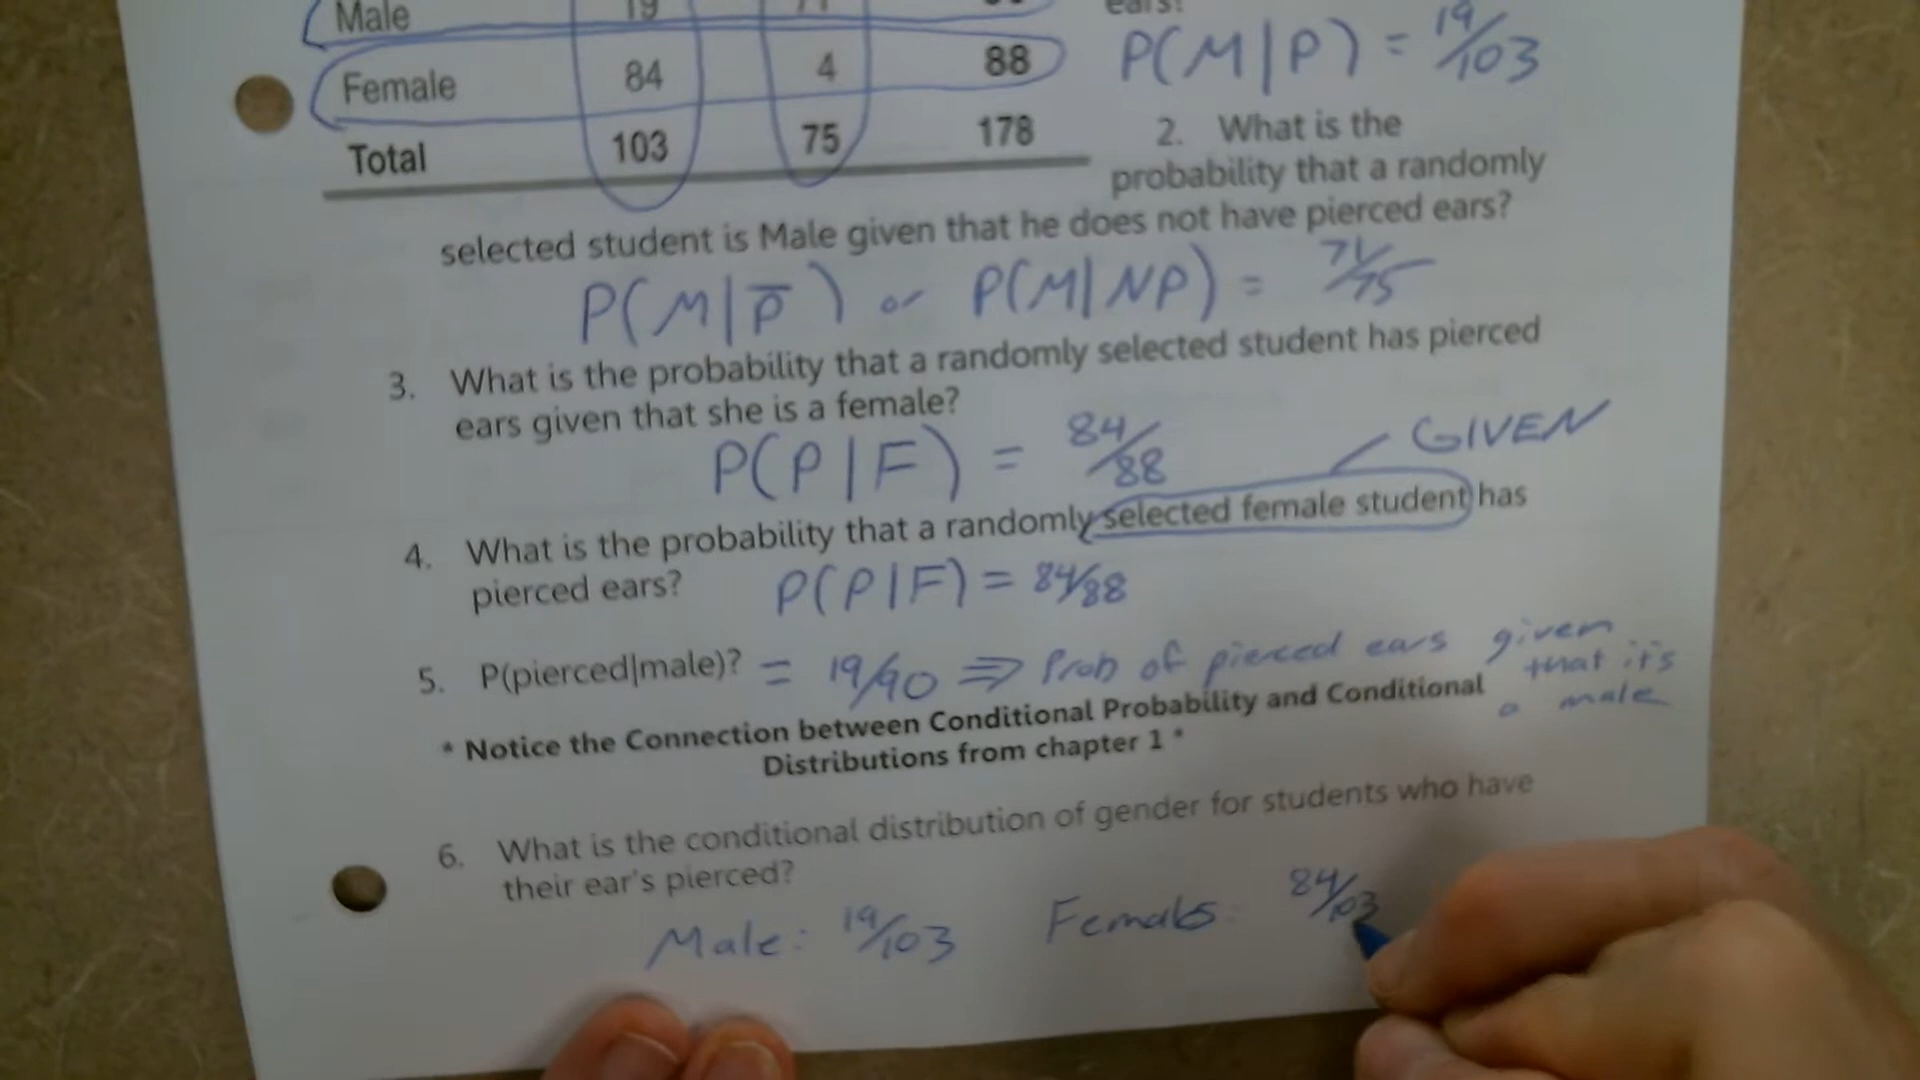 Male 19 71
ears?
P(M|P) = 19/103
Female 84 4 88
Total 103 75 178
2. What is the
probability that a randomly
selected student is Male given that he does not have pierced ears?
P(M|P̅) or P(M|NP) = 71/75
3. What is the probability that a randomly selected student has pierced
ears given that she is a female?
P(P|F) = 84/88
GIVEN
4. What is the probability that a randomly selected female student has
pierced ears? P(P|F) = 84/88
5. P(pierced|male)? = 19/90 ⇒ Prob of pierced ears given
that it's
a male
* Notice the Connection between Conditional Probability and Conditional
Distributions from chapter 1 *
6. What is the conditional distribution of gender for students who have
their ear's pierced?
Male: 19/103 Females: 84/103